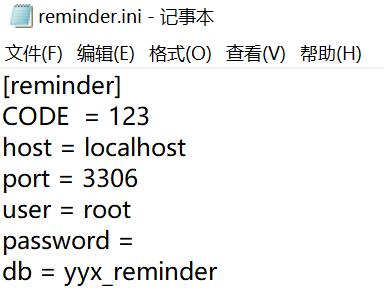 reminder.ini - 记事本
文件(F) 编辑(E) 格式(O) 查看(V) 帮助(H)
[reminder]
CODE  = 123
host = localhost
port = 3306
user = root
password =
db = yyx_reminder